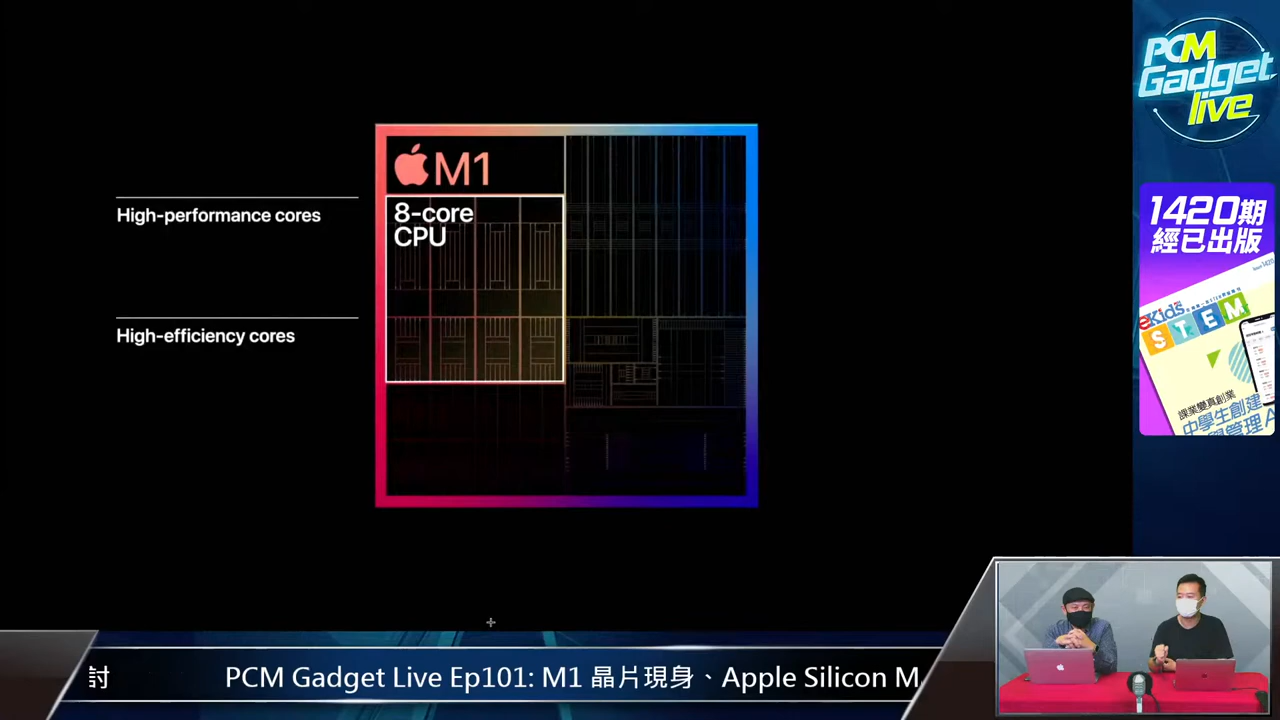 M1
8-core
CPU
High-performance cores
High-efficiency cores
PCM
Gadget
live
1420期
經已出版
eKids
STEM
課業變真創業
中學生創建
討
PCM Gadget Live Ep101: M1 晶片現身、Apple Silicon M